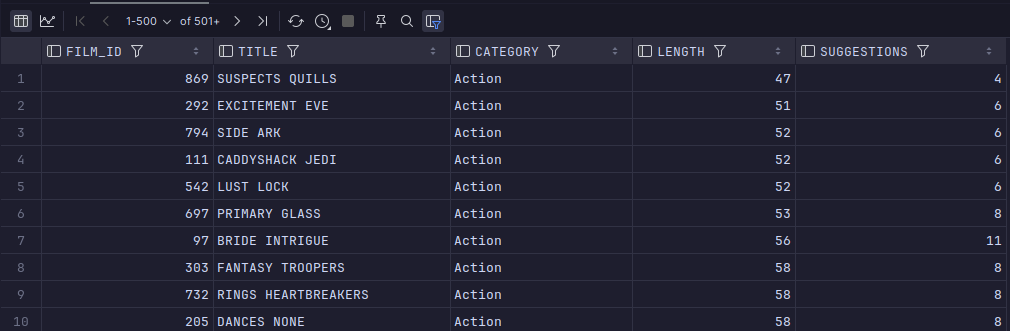 1-500 of 501+
FILM_ID TITLE CATEGORY LENGTH SUGGESTIONS
1 869 SUSPECTS QUILLS Action 47 4
2 292 EXCITEMENT EVE Action 51 6
3 794 SIDE ARK Action 52 6
4 111 CADDYSHACK JEDI Action 52 6
5 542 LUST LOCK Action 52 6
6 697 PRIMARY GLASS Action 53 8
7 97 BRIDE INTRIGUE Action 56 11
8 303 FANTASY TROOPERS Action 58 8
9 732 RINGS HEARTBREAKERS Action 58 8
10 205 DANCES NONE Action 58 8